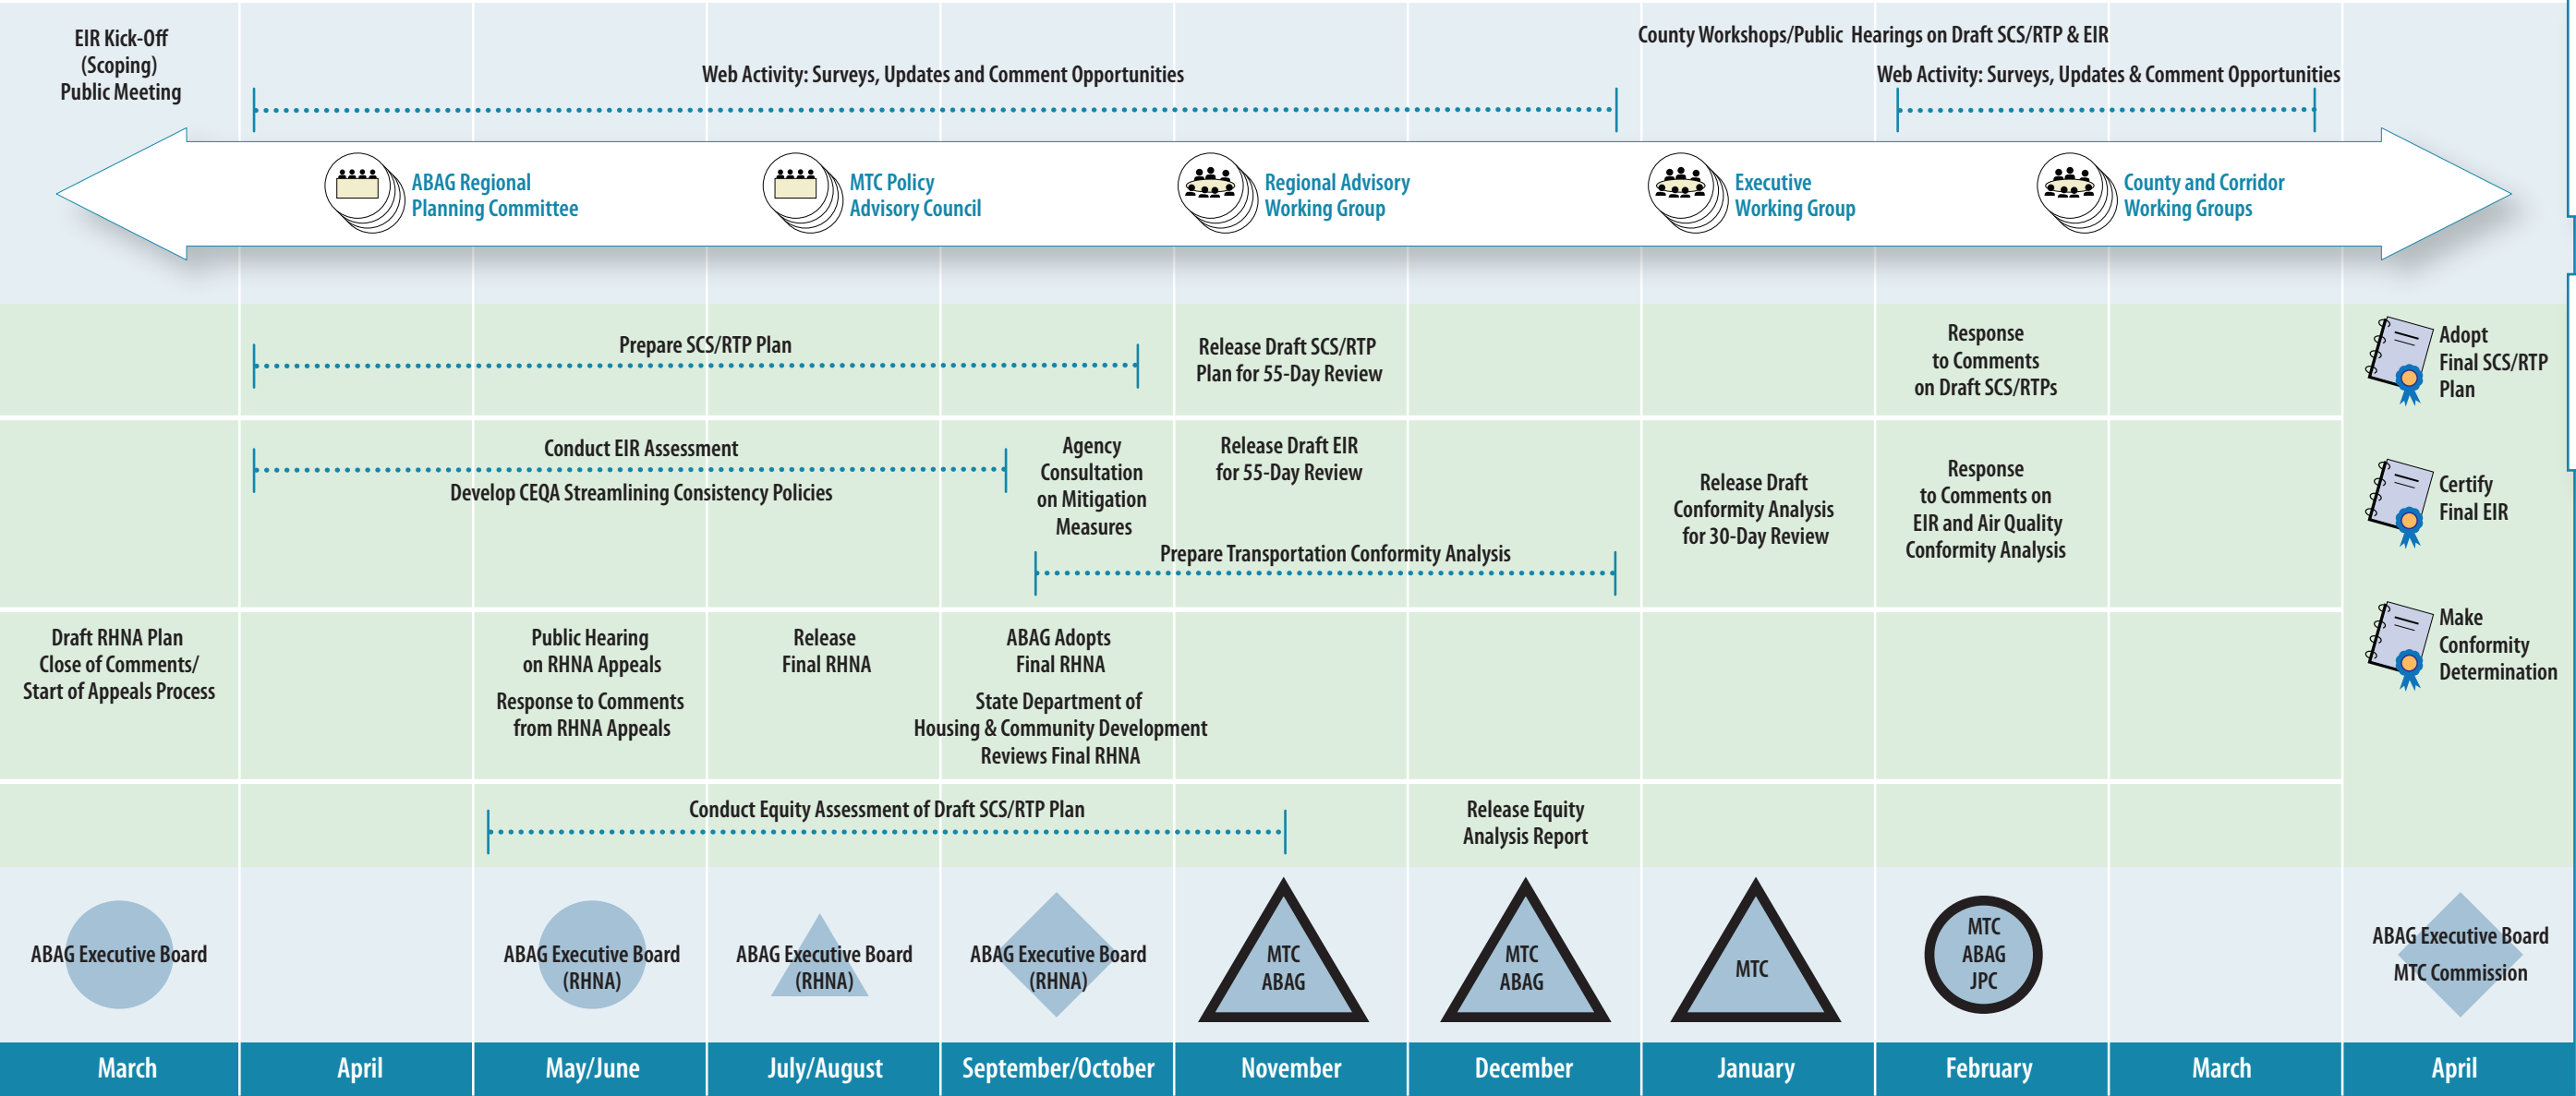 EIR Kick-Off
(Scoping)
Public Meeting
Web Activity: Surveys, Updates and Comment Opportunities
County Workshops/Public Hearings on Draft SCS/RTP & EIR
Web Activity: Surveys, Updates & Comment Opportunities
ABAG Regional
Planning Committee
MTC Policy
Advisory Council
Regional Advisory
Working Group
Executive
Working Group
County and Corridor
Working Groups
Prepare SCS/RTP Plan
Release Draft SCS/RTP
Plan for 55-Day Review
Response
to Comments
on Draft SCS/RTPs
Adopt
Final SCS/RTP
Plan
Conduct EIR Assessment
Develop CEQA Streamlining Consistency Policies
Agency
Consultation
on Mitigation
Measures
Release Draft EIR
for 55-Day Review
Prepare Transportation Conformity Analysis
Release Draft
Conformity Analysis
for 30-Day Review
Response
to Comments on
EIR and Air Quality
Conformity Analysis
Certify
Final EIR
Draft RHNA Plan
Close of Comments/
Start of Appeals Process
Public Hearing
on RHNA Appeals
Response to Comments
from RHNA Appeals
Release
Final RHNA
ABAG Adopts
Final RHNA
State Department of
Housing & Community Development
Reviews Final RHNA
Make
Conformity
Determination
Conduct Equity Assessment of Draft SCS/RTP Plan
Release Equity
Analysis Report
ABAG Executive Board
ABAG Executive Board
(RHNA)
ABAG Executive Board
(RHNA)
ABAG Executive Board
(RHNA)
MTC
ABAG
MTC
ABAG
MTC
MTC
ABAG
JPC
ABAG Executive Board
MTC Commission
March
April
May/June
July/August
September/October
November
December
January
February
March
April